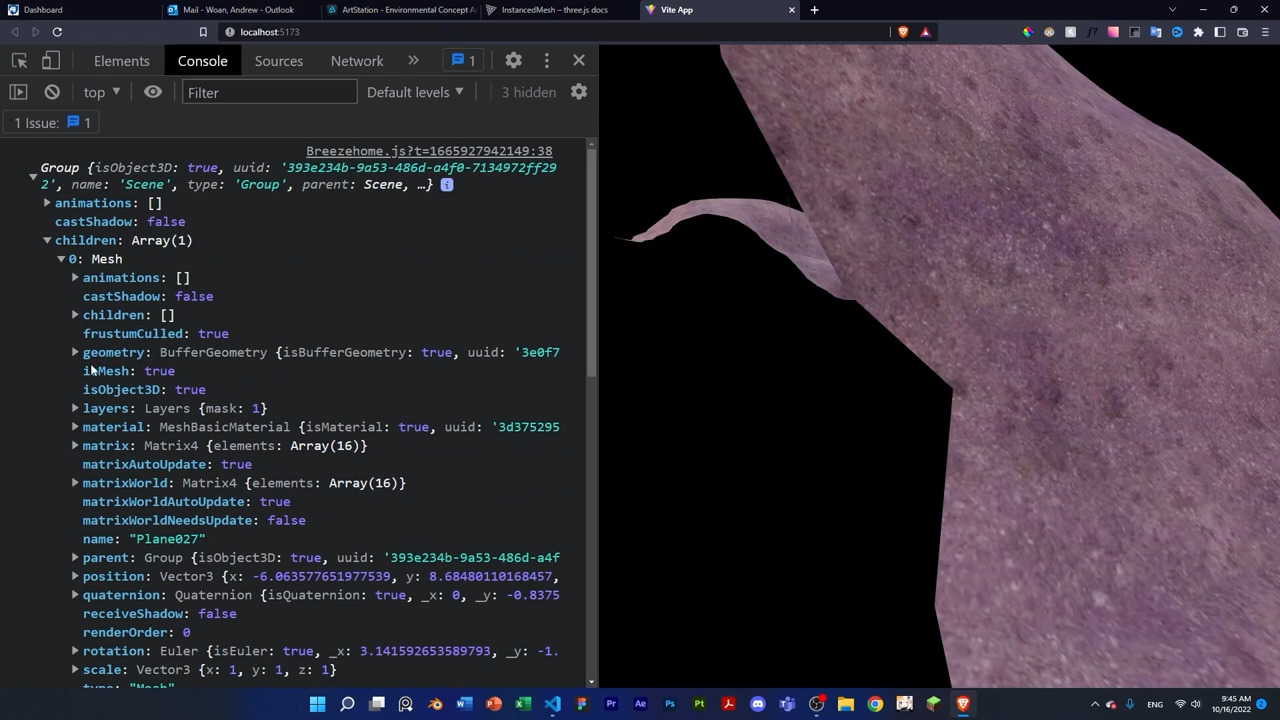 Dashboard
Mail - Woan, Andrew - Outlook
ArtStation - Environmental Concept A
InstancedMesh – three.js docs
Vite App
localhost:5173
Elements
Console
Sources
Network
1
top
Filter
Default levels
3 hidden
1 Issue: 1
Breezehome.js?t=1665927942149:38
Group {isObject3D: true, uuid: '393e234b-9a53-486d-a4f0-7134972ff29
2', name: 'Scene', type: 'Group', parent: Scene, …}
animations: []
castShadow: false
children: Array(1)
0: Mesh
animations: []
castShadow: false
children: []
frustumCulled: true
geometry: BufferGeometry {isBufferGeometry: true, uuid: '3e0f7
isMesh: true
isObject3D: true
layers: Layers {mask: 1}
material: MeshBasicMaterial {isMaterial: true, uuid: '3d375295
matrix: Matrix4 {elements: Array(16)}
matrixAutoUpdate: true
matrixWorld: Matrix4 {elements: Array(16)}
matrixWorldAutoUpdate: true
matrixWorldNeedsUpdate: false
name: "Plane027"
parent: Group {isObject3D: true, uuid: '393e234b-9a53-486d-a4f
position: Vector3 {x: -6.063577651977539, y: 8.68480110168457,
quaternion: Quaternion {isQuaternion: true, _x: 0, _y: -0.8375
receiveShadow: false
renderOrder: 0
rotation: Euler {isEuler: true, _x: 3.141592653589793, _y: -1.
scale: Vector3 {x: 1, y: 1, z: 1}
type: "Mesh"
ENG
9:45 AM
10/16/2022